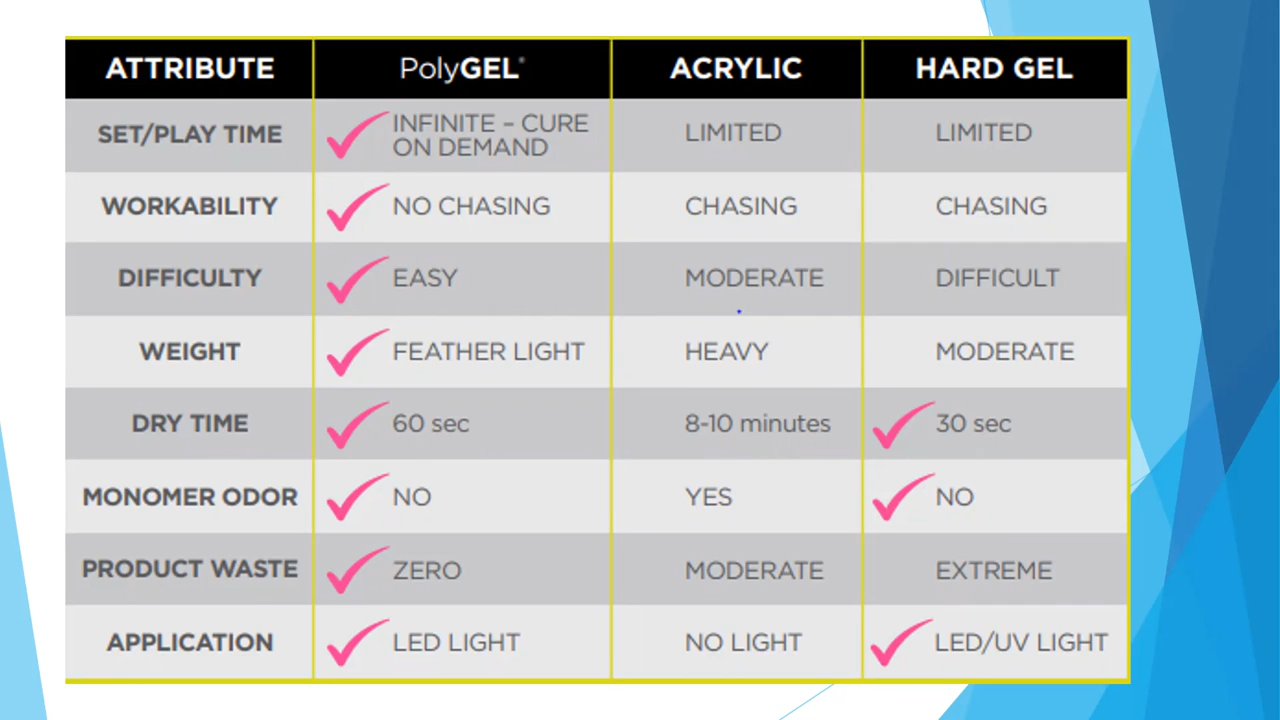 ATTRIBUTE PolyGEL® ACRYLIC HARD GEL
SET/PLAY TIME INFINITE – CURE ON DEMAND LIMITED LIMITED
WORKABILITY NO CHASING CHASING CHASING
DIFFICULTY EASY MODERATE DIFFICULT
WEIGHT FEATHER LIGHT HEAVY MODERATE
DRY TIME 60 sec 8-10 minutes 30 sec
MONOMER ODOR NO YES NO
PRODUCT WASTE ZERO MODERATE EXTREME
APPLICATION LED LIGHT NO LIGHT LED/UV LIGHT